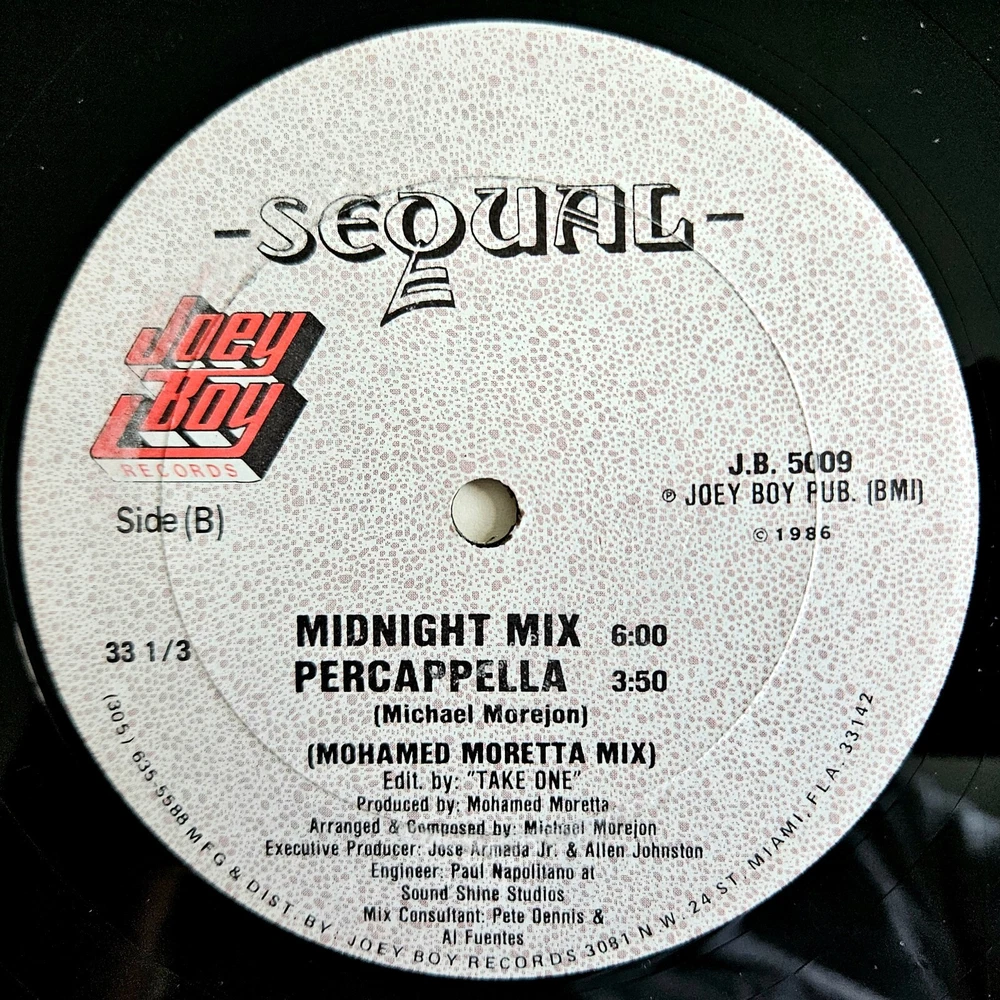 -SEQUAL-
Joey
Boy
RECORDS
Side (B)
J.B. 5009
℗ JOEY BOY PUB. (BMI)
© 1986
33 1/3
MIDNIGHT MIX 6:00
PERCAPPELLA 3:50
(Michael Morejon)
(MOHAMED MORETTA MIX)
Edit. by: "TAKE ONE"
Produced by: Mohamed Moretta
Arranged & Composed by: Michael Morejon
Executive Producer: Jose Armada Jr. & Allen Johnston
Engineer: Paul Napolitano at
Sound Shine Studios
Mix Consultant: Pete Dennis &
Al Fuentes
(305) 635-5588 MFG & DIST. BY: JOEY BOY RECORDS 3081 N.W. 24 ST. MIAMI, FLA. 33142